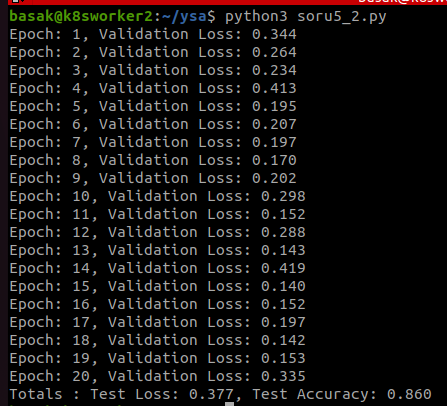 basak@k8swo
basak@k8sworker2:~/ysa$ python3 soru5_2.py
Epoch: 1, Validation Loss: 0.344
Epoch: 2, Validation Loss: 0.264
Epoch: 3, Validation Loss: 0.234
Epoch: 4, Validation Loss: 0.413
Epoch: 5, Validation Loss: 0.195
Epoch: 6, Validation Loss: 0.207
Epoch: 7, Validation Loss: 0.197
Epoch: 8, Validation Loss: 0.170
Epoch: 9, Validation Loss: 0.202
Epoch: 10, Validation Loss: 0.298
Epoch: 11, Validation Loss: 0.152
Epoch: 12, Validation Loss: 0.288
Epoch: 13, Validation Loss: 0.143
Epoch: 14, Validation Loss: 0.419
Epoch: 15, Validation Loss: 0.140
Epoch: 16, Validation Loss: 0.152
Epoch: 17, Validation Loss: 0.197
Epoch: 18, Validation Loss: 0.142
Epoch: 19, Validation Loss: 0.153
Epoch: 20, Validation Loss: 0.335
Totals : Test Loss: 0.377, Test Accuracy: 0.860